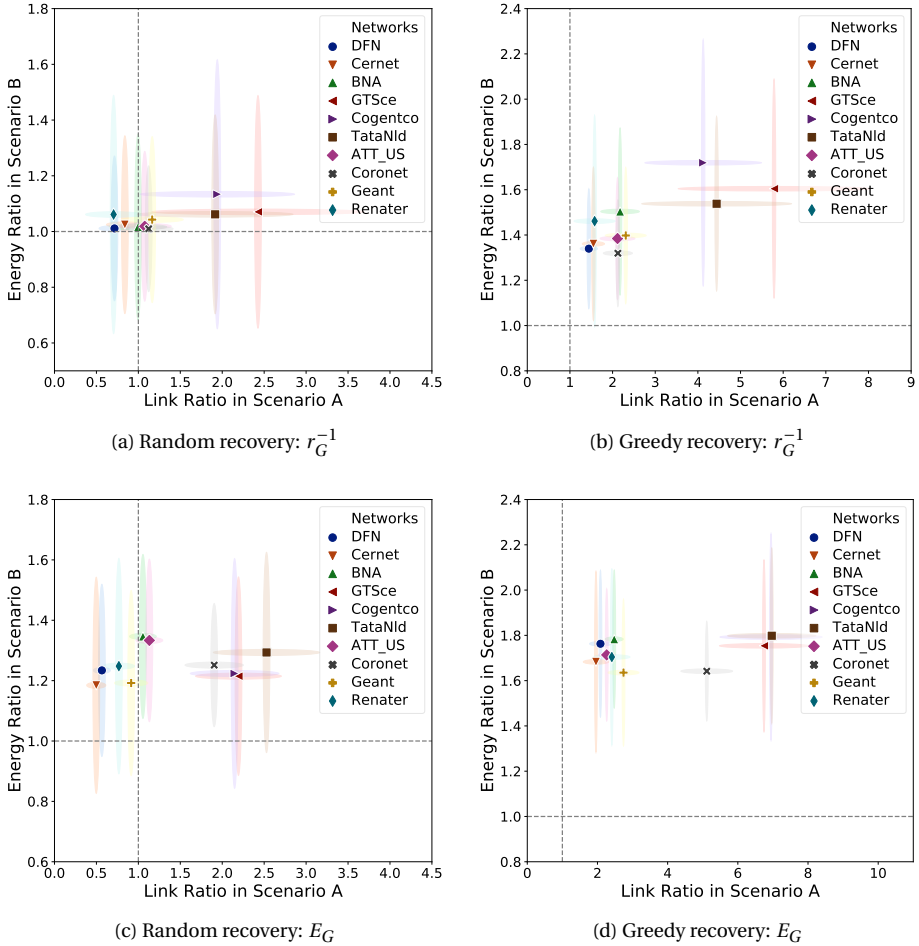 1.8
1.6
1.4
1.2
1.0
0.8
0.6
0.0 0.5 1.0 1.5 2.0 2.5 3.0 3.5 4.0 4.5
Energy Ratio in Scenario B
Link Ratio in Scenario A
Networks
DFN
Cernet
BNA
GTSce
Cogentco
TataNld
ATT_US
Coronet
Geant
Renater
(a) Random recovery: r_G^{-1}
2.4
2.2
2.0
1.8
1.6
1.4
1.2
1.0
0.8
0 1 2 3 4 5 6 7 8 9
Energy Ratio in Scenario B
Link Ratio in Scenario A
Networks
DFN
Cernet
BNA
GTSce
Cogentco
TataNld
ATT_US
Coronet
Geant
Renater
(b) Greedy recovery: r_G^{-1}
1.8
1.6
1.4
1.2
1.0
0.8
0.6
0.0 0.5 1.0 1.5 2.0 2.5 3.0 3.5 4.0 4.5
Energy Ratio in Scenario B
Link Ratio in Scenario A
Networks
DFN
Cernet
BNA
GTSce
Cogentco
TataNld
ATT_US
Coronet
Geant
Renater
(c) Random recovery: E_G
2.4
2.2
2.0
1.8
1.6
1.4
1.2
1.0
0.8
0 2 4 6 8 10
Energy Ratio in Scenario B
Link Ratio in Scenario A
Networks
DFN
Cernet
BNA
GTSce
Cogentco
TataNld
ATT_US
Coronet
Geant
Renater
(d) Greedy recovery: E_G